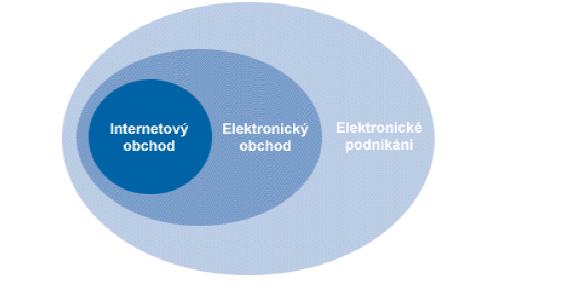 Internetový
obchod
Elektronický
obchod
Elektronické
podnikání